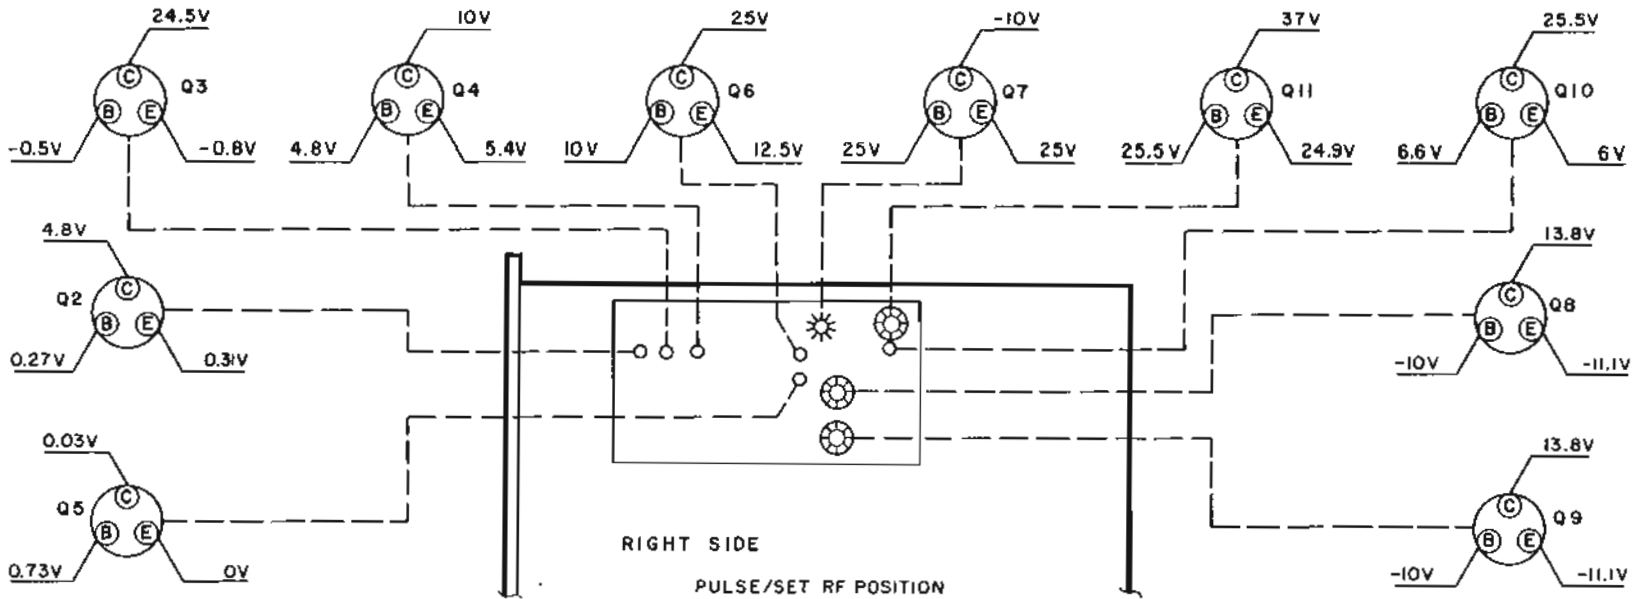 24.5V 10V 25V -10V 37V 25.5V
C Q3 C Q4 C Q6 C Q7 C Q11 C Q10
B E B E B E B E B E B E
-0.5V -0.8V 4.8V 5.4V 10V 12.5V 25V 25V 25.5V 24.9V 6.6V 6V
4.8V 13.8V
Q2 C C Q8
B E B E
0.27V 0.31V -10V -11.1V
0.03V 13.8V
Q5 C C Q9
B E B E
0.73V 0V -10V -11.1V
RIGHT SIDE
PULSE/SET RF POSITION